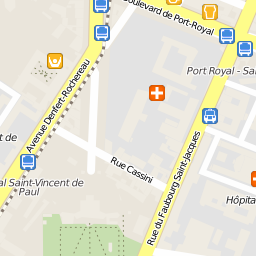 Boulevard de Port-Royal
Port Royal - Sa
Avenue Denfert-Rochereau
t de
Rue Cassini
Rue du Faubourg Saint-Jacques
al Saint-Vincent de
Paul
Hôpita